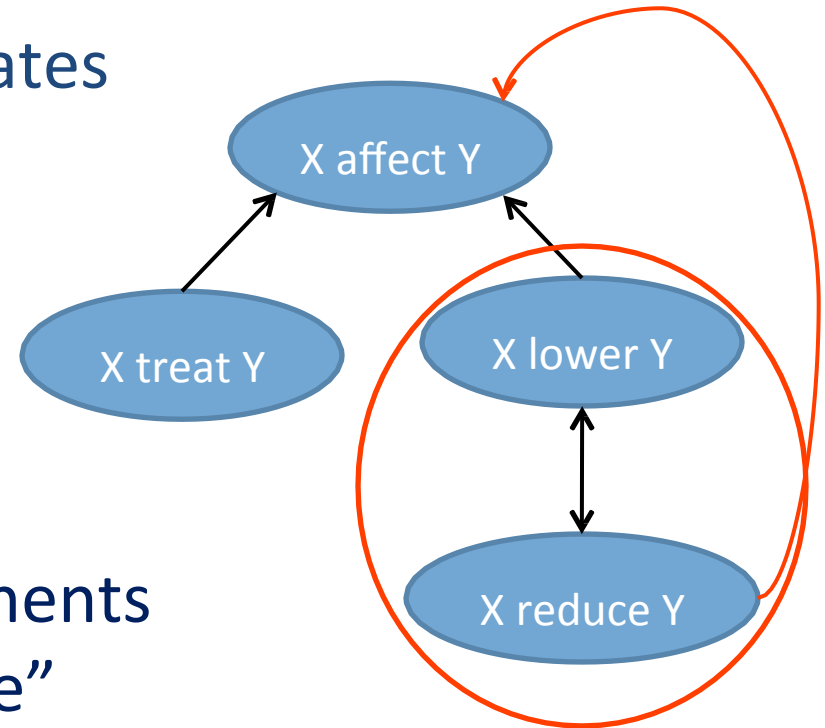 ates
X affect Y
X treat Y
X lower Y
X reduce Y
nents
e”